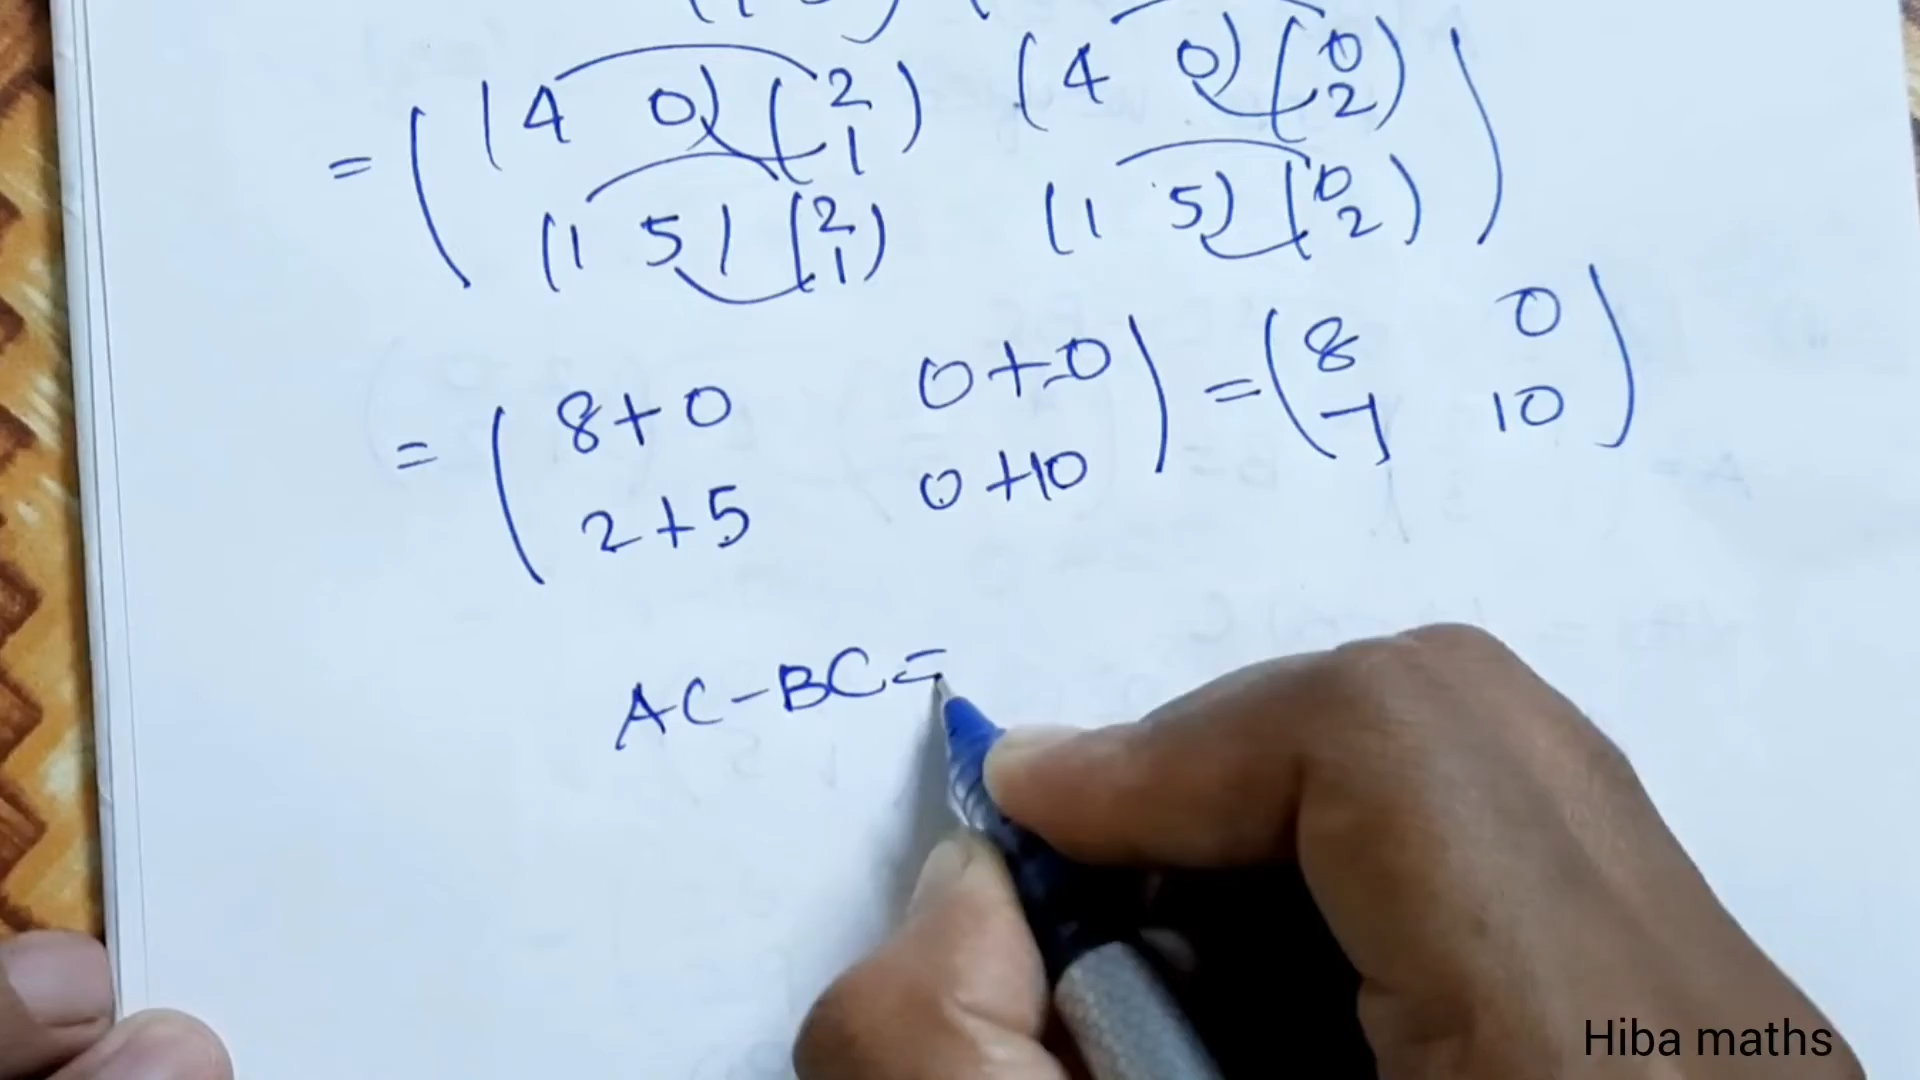 = ( (4 0) (2 1) (4 0) (0 2)
(1 5) (2 1) (1 5) (0 2) )
= ( 8+0 0+0 ) = ( 8 0
2+5 0+10 7 10 )
AC-BC=
Hiba maths